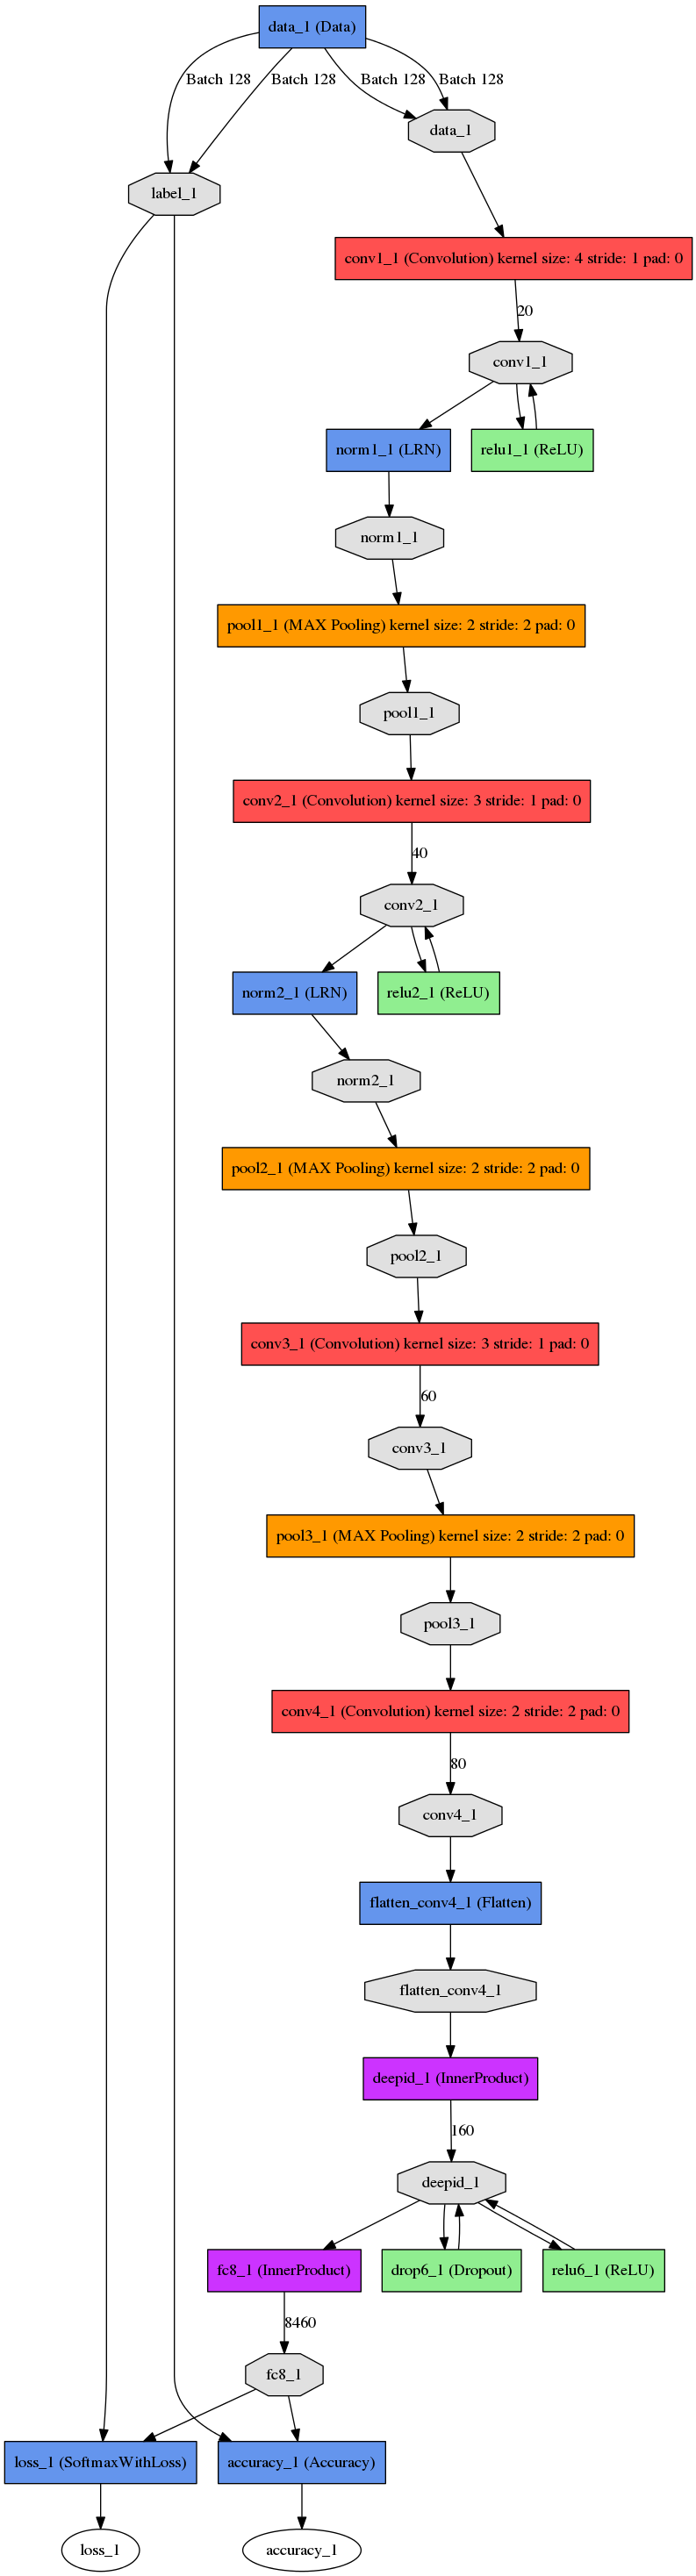 data_1 (Data)
Batch 128
Batch 128
Batch 128
Batch 128
data_1
label_1
conv1_1 (Convolution) kernel size: 4 stride: 1 pad: 0
20
conv1_1
norm1_1 (LRN)
relu1_1 (ReLU)
norm1_1
pool1_1 (MAX Pooling) kernel size: 2 stride: 2 pad: 0
pool1_1
conv2_1 (Convolution) kernel size: 3 stride: 1 pad: 0
40
conv2_1
norm2_1 (LRN)
relu2_1 (ReLU)
norm2_1
pool2_1 (MAX Pooling) kernel size: 2 stride: 2 pad: 0
pool2_1
conv3_1 (Convolution) kernel size: 3 stride: 1 pad: 0
60
conv3_1
pool3_1 (MAX Pooling) kernel size: 2 stride: 2 pad: 0
pool3_1
conv4_1 (Convolution) kernel size: 2 stride: 2 pad: 0
80
conv4_1
flatten_conv4_1 (Flatten)
flatten_conv4_1
deepid_1 (InnerProduct)
160
deepid_1
fc8_1 (InnerProduct)
drop6_1 (Dropout)
relu6_1 (ReLU)
8460
fc8_1
loss_1 (SoftmaxWithLoss)
accuracy_1 (Accuracy)
loss_1
accuracy_1